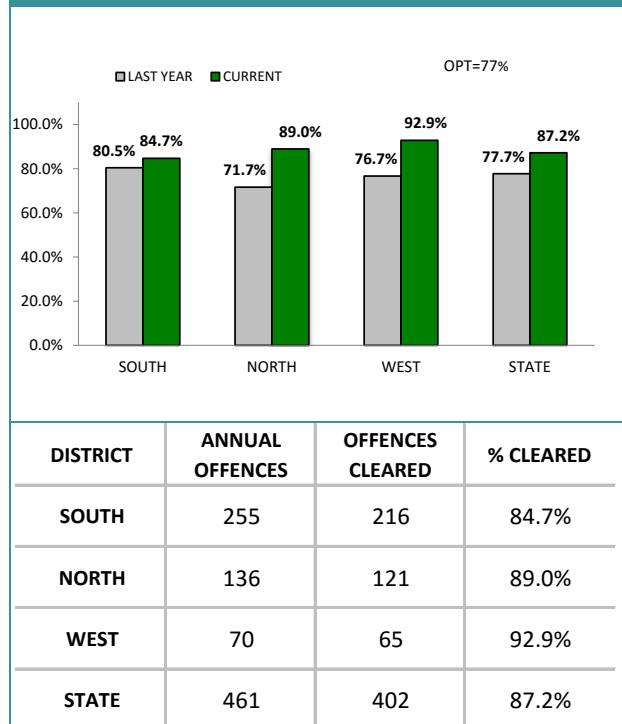 OPT=77%
LAST YEAR CURRENT
100.0%
80.0%
60.0%
40.0%
20.0%
0.0%
80.5% 84.7% 71.7% 89.0% 76.7% 92.9% 77.7% 87.2%
SOUTH NORTH WEST STATE
DISTRICT ANNUAL OFFENCES OFFENCES CLEARED % CLEARED
SOUTH 255 216 84.7%
NORTH 136 121 89.0%
WEST 70 65 92.9%
STATE 461 402 87.2%